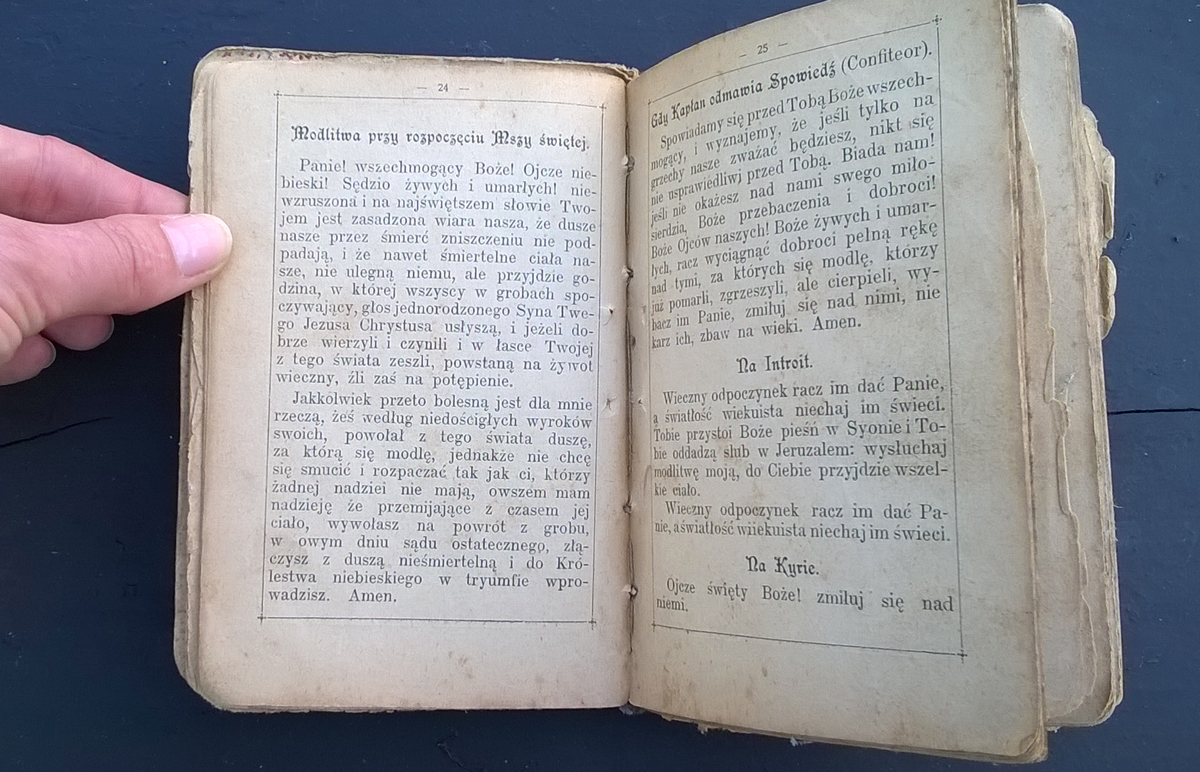 — 24 —
Modlitwa przy rozpoczęciu Mszy świętej.
Panie! wszechmogący Boże! Ojcze nie-
bieski! Sędzio żywych i umarłych! nie-
wzruszona i na najświętszem słowie Two-
jem jest zasadzona wiara nasza, że dusze
nasze przez śmierć zniszczeniu nie pod-
padają, i że nawet śmiertelne ciała na-
sze, nie ulegną niemu, ale przyjdzie go-
dzina, w której wszyscy w grobach spo-
czywający, głos jednorodzonego Syna Twe-
go Jezusa Chrystusa usłyszą, i jeżeli do-
brze wierzyli i czynili i w łasce Twojej
z tego świata zeszli, powstaną na żywot
wieczny, źli zaś na potępienie.
Jakkolwiek przeto bolesną jest dla mnie
rzeczą, żeś według niedościgłych wyroków
swoich, powołał z tego świata duszę,
za którą się modlę, jednakże nie chcę
się smucić i rozpaczać tak jak ci, którzy
żadnej nadziei nie mają, owszem mam
nadzieję że przemijające z czasem jej
ciało, wywołasz na powrót z grobu,
w owym dniu sądu ostatecznego, złą-
czysz z duszą nieśmiertelną i do Kró-
lestwa niebieskiego w tryumfie wpro-
wadzisz. Amen.
— 25 —
Gdy Kapłan odmawia Spowiedź (Confiteor).
Spowiadamy się przed Tobą Boże wszech-
mogący, i wyznajemy, że jeśli tylko na
grzechy nasze zważać będziesz, nikt się
nie usprawiedliwi przed Tobą. Biada nam!
jeśli nie okażesz nad nami swego miło-
sierdzia, Boże przebaczenia i dobroci!
Boże Ojców naszych! Boże żywych i umar-
łych, racz wyciągnąć dobroci pełną rękę
nad tymi, za których się modlę, którzy
już pomarli, zgrzeszyli, ale cierpieli, wy-
bacz im Panie, zmiłuj się nad nimi, nie
karz ich, zbaw na wieki. Amen.
Na Introit.
Wieczny odpoczynek racz im dać Panie,
a światłość wiekuista niechaj im świeci.
Tobie przystoi Boże pieśń w Syonie i To-
bie oddadzą ślub w Jeruzalem: wysłuchaj
modlitwę moją, do Ciebie przyjdzie wszel-
kie ciało.
Wieczny odpoczynek racz im dać Pa-
nie, a światłość wiiekuista niechaj im świeci.
Na Kyrie.
Ojcze święty Boże! zmiłuj się nad
niemi.